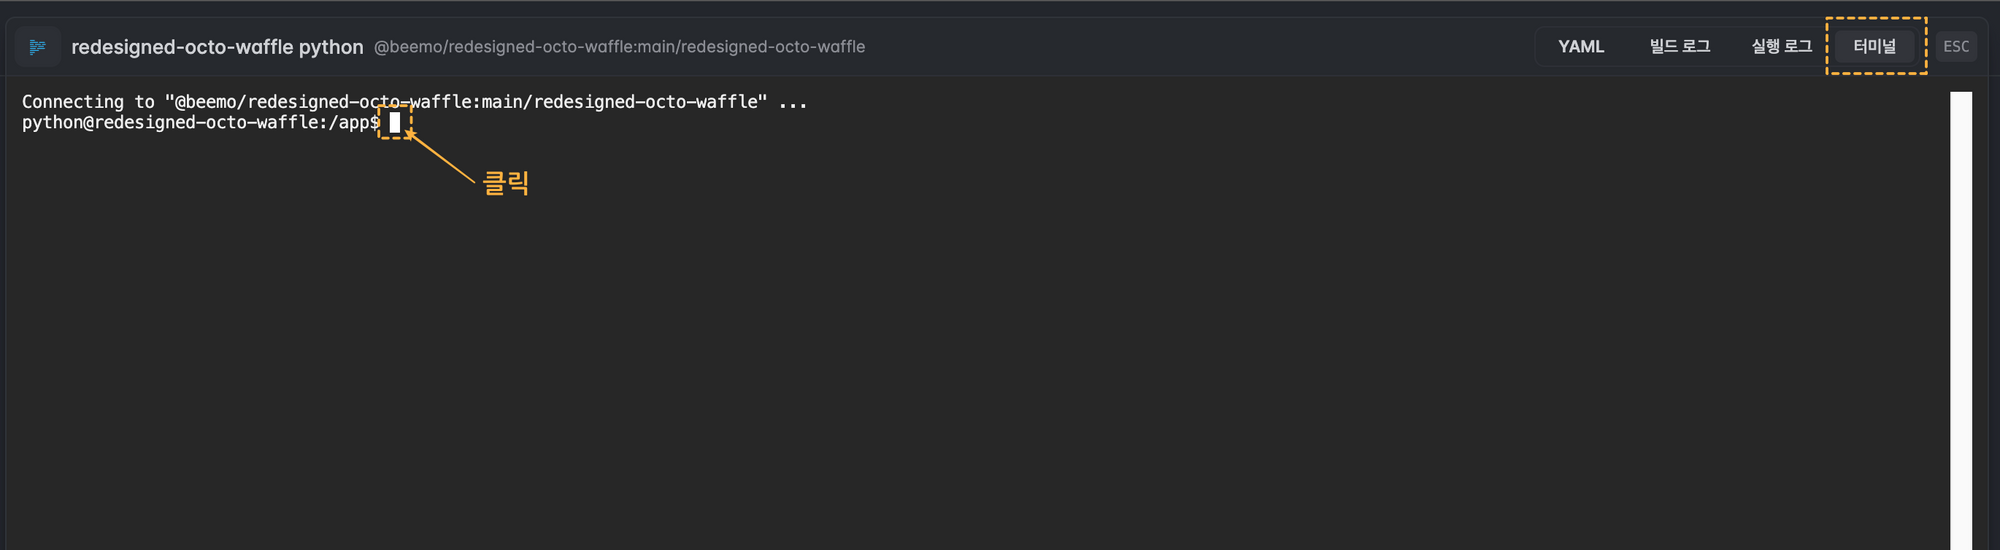 redesigned-octo-waffle python @beemo/redesigned-octo-waffle:main/redesigned-octo-waffle YAML 빌드 로그 실행 로그 터미널 ESC
Connecting to "@beemo/redesigned-octo-waffle:main/redesigned-octo-waffle" ...
python@redesigned-octo-waffle:/app$
클릭